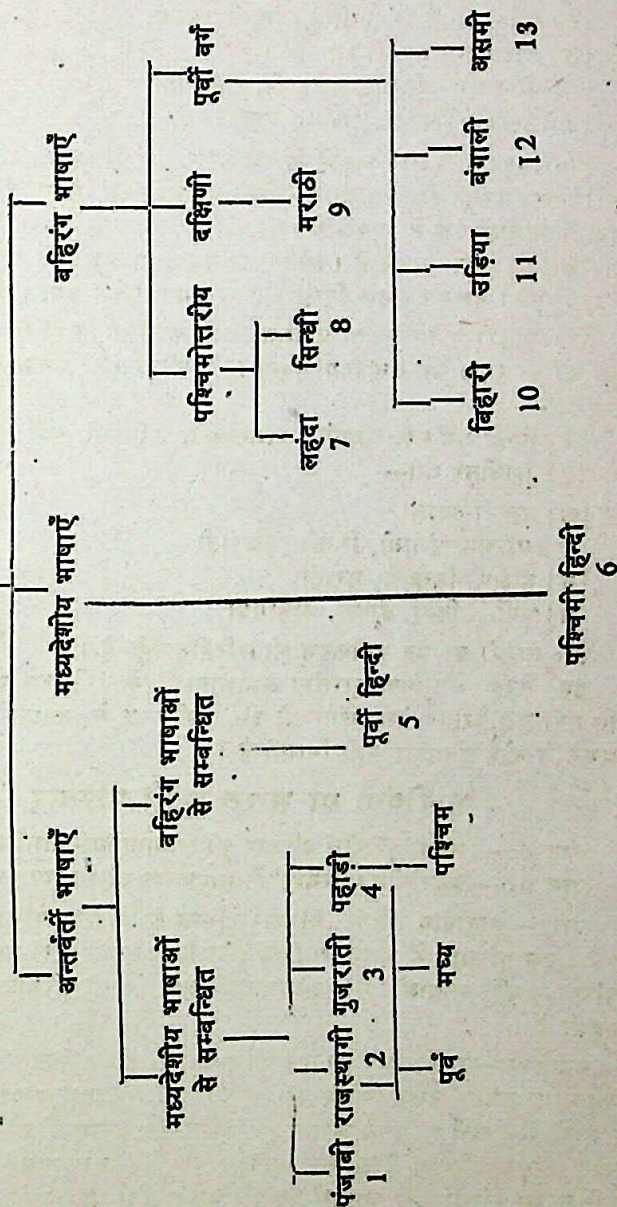 अन्तर्वर्ती भाषाएँ मध्यदेशीय भाषाएँ बहिरंग भाषाएँ
मध्यदेशीय भाषाओं से सम्बन्धित
बहिरंग भाषाओं से सम्बन्धित
पश्चिमोत्तरीय दक्षिणी पूर्वी वर्ग
लहंदा सिन्धी मराठी
7 8 9
पंजाबी राजस्थागी गुजराती पहाडी
1 2 3 4
पूर्वी हिन्दी
5
पूर्व मध्य पश्चिम
बिहारी उड़िया बंगाली असमी
10 11 12 13
पश्चिमी हिन्दी
6